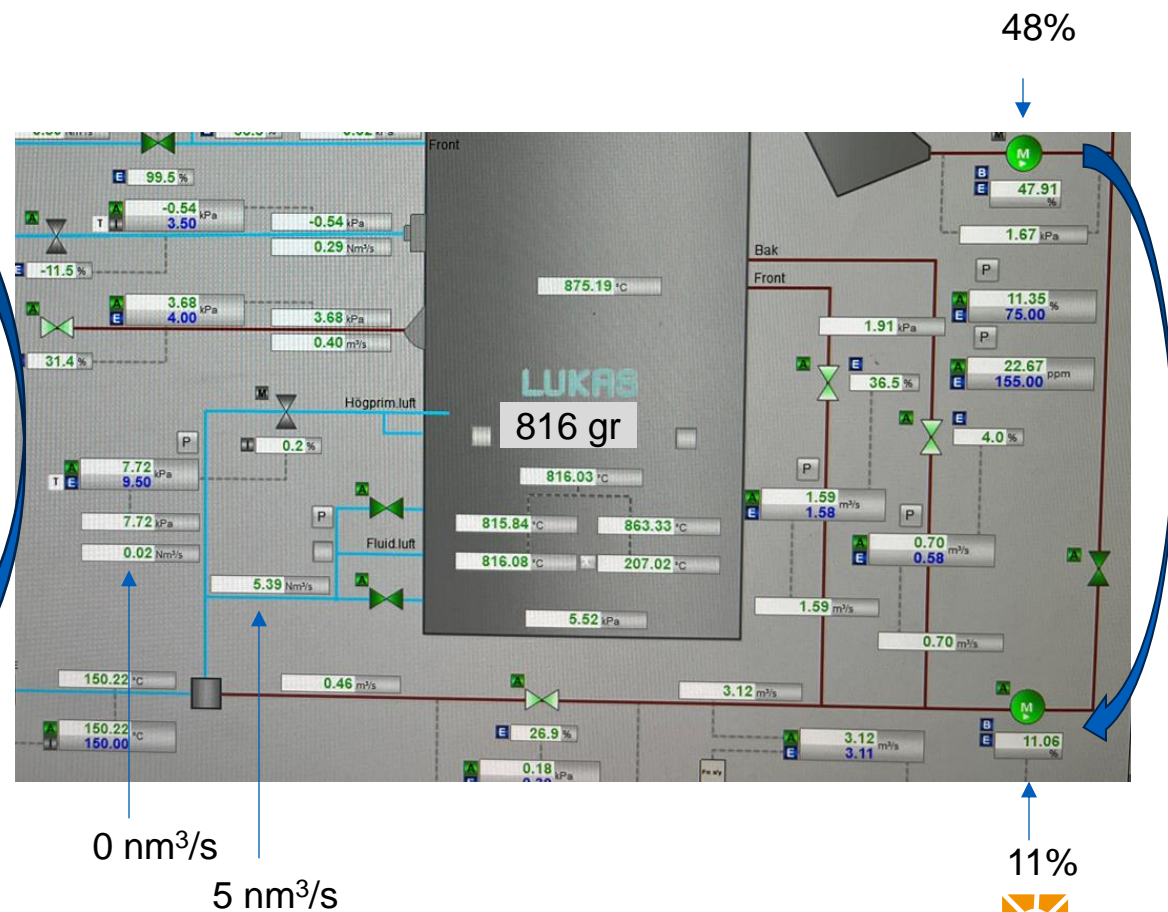 48%
Front
M
99.5 %
-0.54 kPa
3.50
-0.54 kPa
0.29 Nm³/s
-11.5 %
3.68 kPa
4.00
3.68 kPa
0.40 m³/s
31.4 %
Högprim.luft
0.2 %
7.72 kPa
9.50
7.72 kPa
0.02 Nm³/s
Fluid.luft
5.39 Nm³/s
875.19 °C
LUKAS
816 gr
816.03 °C
815.84 °C
863.33 °C
816.08 °C
207.02 °C
5.52 kPa
Bak
Front
M
47.91
%
1.67 kPa
P
11.35 %
75.00
P
22.67 ppm
155.00
1.91 kPa
36.5 %
4.0 %
P
1.59 m³/s
1.58
P
0.70 m³/s
0.58
1.59 m³/s
0.70 m³/s
150.22 °C
150.22 °C
150.00
0.46 m³/s
26.9 %
0.18 kPa
3.12 m³/s
3.12 m³/s
3.11
M
11.06
%
0 nm³/s
5 nm³/s
11%